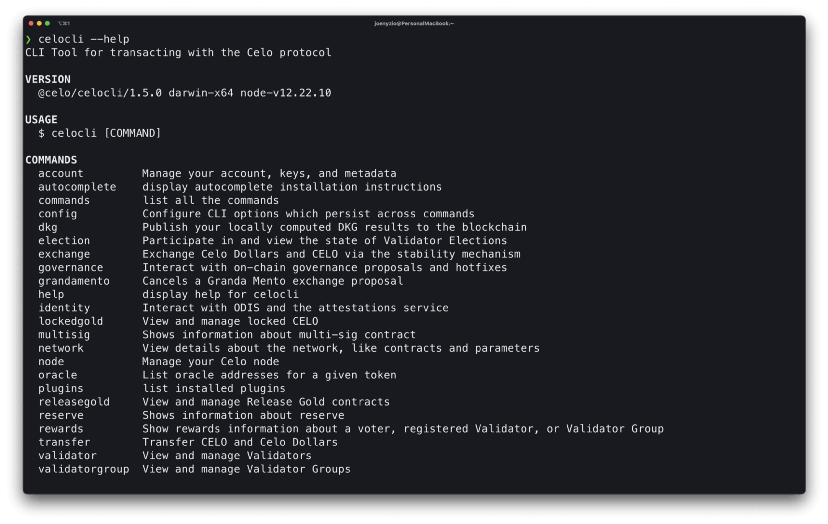 ⌥⌘1
joenyzio@PersonalMacBook:~
❯ celocli --help
CLI Tool for transacting with the Celo protocol
VERSION
@celo/celocli/1.5.0 darwin-x64 node-v12.22.10
USAGE
$ celocli [COMMAND]
COMMANDS
account Manage your account, keys, and metadata
autocomplete display autocomplete installation instructions
commands list all the commands
config Configure CLI options which persist across commands
dkg Publish your locally computed DKG results to the blockchain
election Participate in and view the state of Validator Elections
exchange Exchange Celo Dollars and CELO via the stability mechanism
governance Interact with on-chain governance proposals and hotfixes
grandamento Cancels a Granda Mento exchange proposal
help display help for celocli
identity Interact with ODIS and the attestations service
lockedgold View and manage locked CELO
multisig Shows information about multi-sig contract
network View details about the network, like contracts and parameters
node Manage your Celo node
oracle List oracle addresses for a given token
plugins list installed plugins
releasegold View and manage Release Gold contracts
reserve Shows information about reserve
rewards Show rewards information about a voter, registered Validator, or Validator Group
transfer Transfer CELO and Celo Dollars
validator View and manage Validators
validatorgroup View and manage Validator Groups